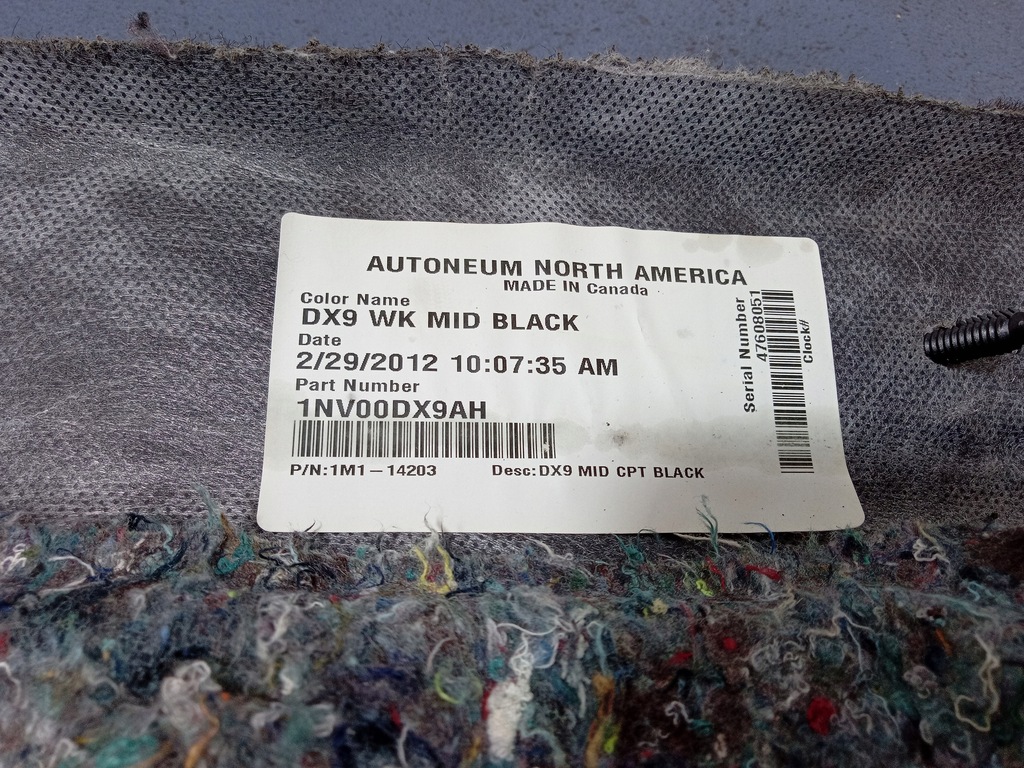 AUTONEUM NORTH AMERICA
MADE IN Canada
Color Name
DX9 WK MID BLACK
Date
2/29/2012 10:07:35 AM
Part Number
1NV00DX9AH
P/N:1M1-14203 Desc:DX9 MID CPT BLACK
Serial Number
47608051
Clock#